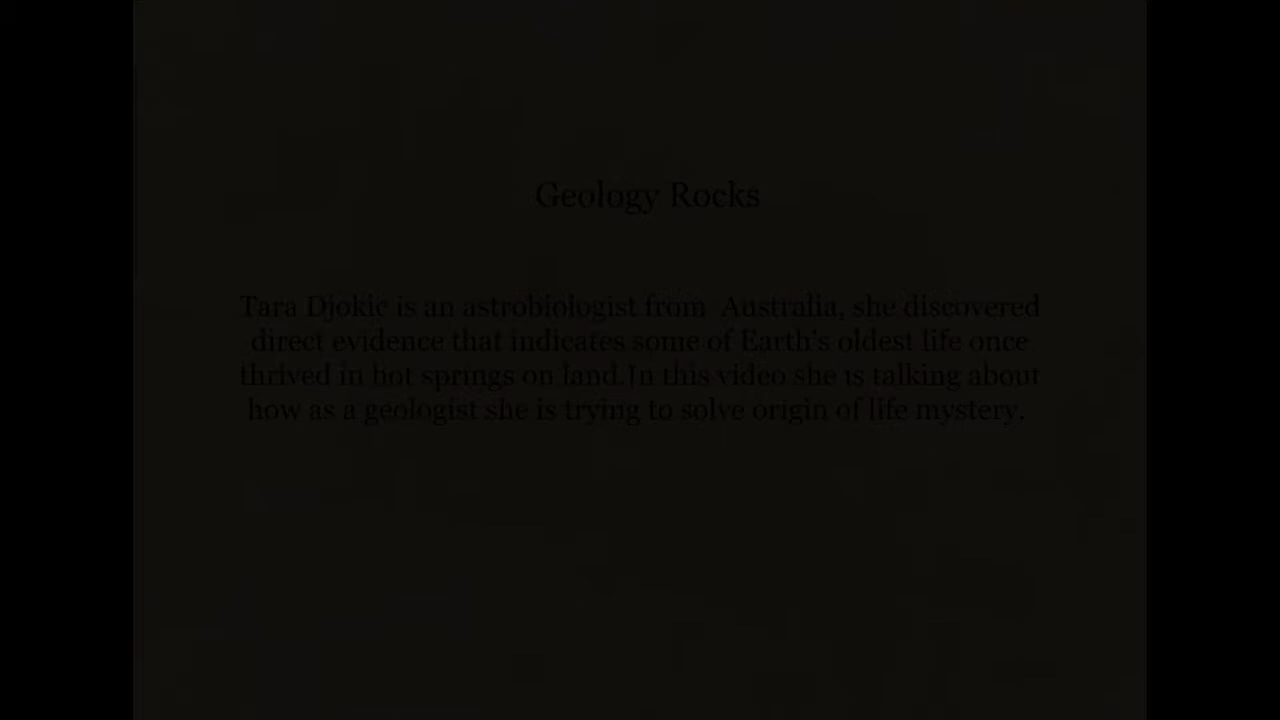 Geology Rocks
Tara Djokic is an astrobiologist from Australia, she discovered
direct evidence that indicates some of Earth's oldest life once
thrived in hot springs on land.In this video she is talking about
how as a geologist she is trying to solve origin of life mystery.